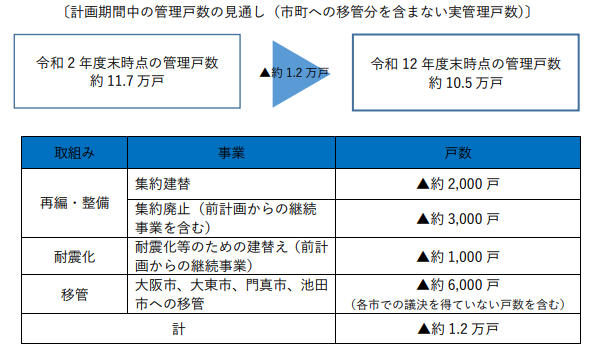 〔計画期間中の管理戸数の見通し（市町への移管分を含まない実管理戸数）〕
令和２年度末時点の管理戸数
約 11.7 万戸
▲約 1.2 万戸
令和 12 年度末時点の管理戸数
約 10.5 万戸
取組み 事業 戸数
再編・整備
集約建替 ▲約 2,000 戸
集約廃止（前計画からの継続
事業を含む）
▲約 3,000 戸
耐震化
耐震化等のための建替え（前計
画からの継続事業）
▲約 1,000 戸
移管
大阪市、大東市、門真市、池田
市への移管
▲約 6,000 戸
（各市での議決を得ていない戸数を含む）
計 ▲約 1.2 万戸